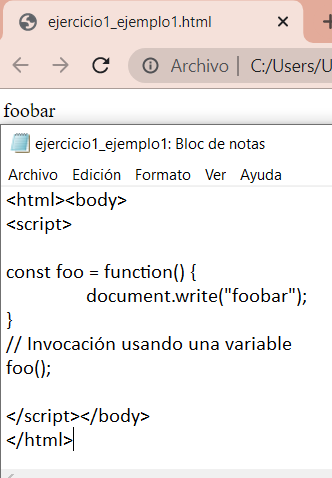 ejercicio1_ejemplo1.html
Archivo | C:/Users/U
foobar
ejercicio1_ejemplo1: Bloc de notas
Archivo Edición Formato Ver Ayuda
<html><body>
<script>
const foo = function() {
document.write("foobar");
}
// Invocación usando una variable
foo();
</script></body>
</html>